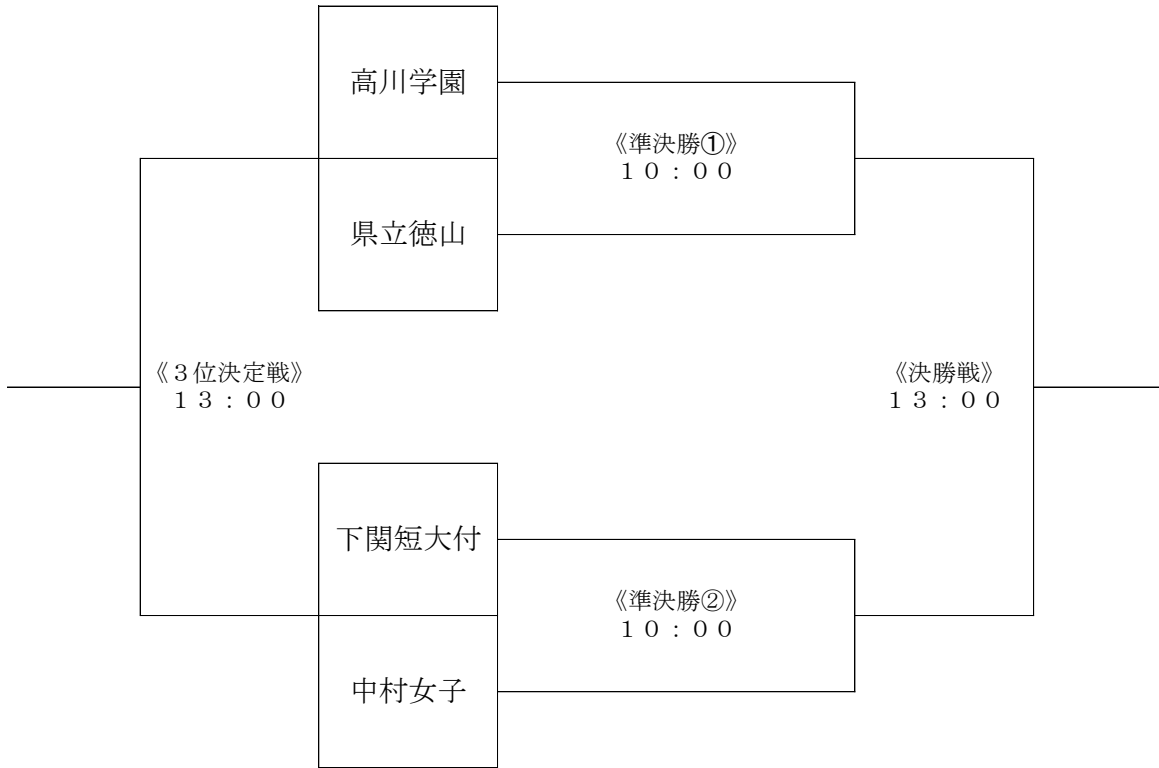 高川学園
《準決勝①》
１０：００
県立徳山
《３位決定戦》
１３：００
《決勝戦》
１３：００
下関短大付
《準決勝②》
１０：００
中村女子